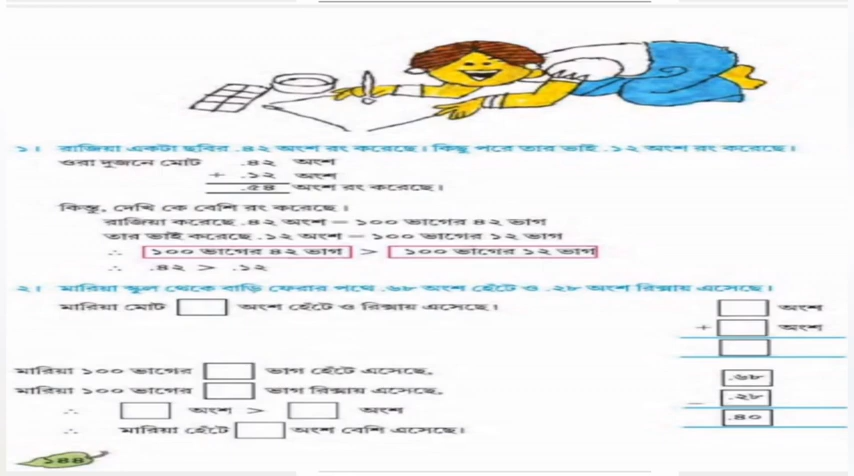 ১। রাজিয়া একটা ছবির .৪২ অংশ রং করেছে। কিন্তু পরে তার ভাই .১২ অংশ রং করেছে।
ওরা দুজনে মোট .৪২ অংশ
+ .১২ অংশ
.৫৪ অংশ রং করেছে।
কিন্তু, দেখি কে বেশি রং করেছে।
রাজিয়া করেছে .৪২ অংশ = ১০০ ভাগের ৪২ ভাগ
তার ভাই করেছে .১২ অংশ = ১০০ ভাগের ১২ ভাগ
∴ ১০০ ভাগের ৪২ ভাগ > ১০০ ভাগের ১২ ভাগ
∴ .৪২ > .১২
২। মারিয়া স্কুল থেকে বাড়ি ফেরার পথে .৬৮ অংশ হেঁটে ও .২৮ অংশ রিক্সায় এসেছে।
মারিয়া মোট অংশ হেঁটে ও রিক্সায় এসেছে।
অংশ
+ অংশ
মারিয়া ১০০ ভাগের ভাগ হেঁটে এসেছে,
মারিয়া ১০০ ভাগের ভাগ রিক্সায় এসেছে,
∴ অংশ > অংশ
∴ মারিয়া হেঁটে অংশ বেশি এসেছে।
.৬৮
– .২৮
.৪০
১৪৪